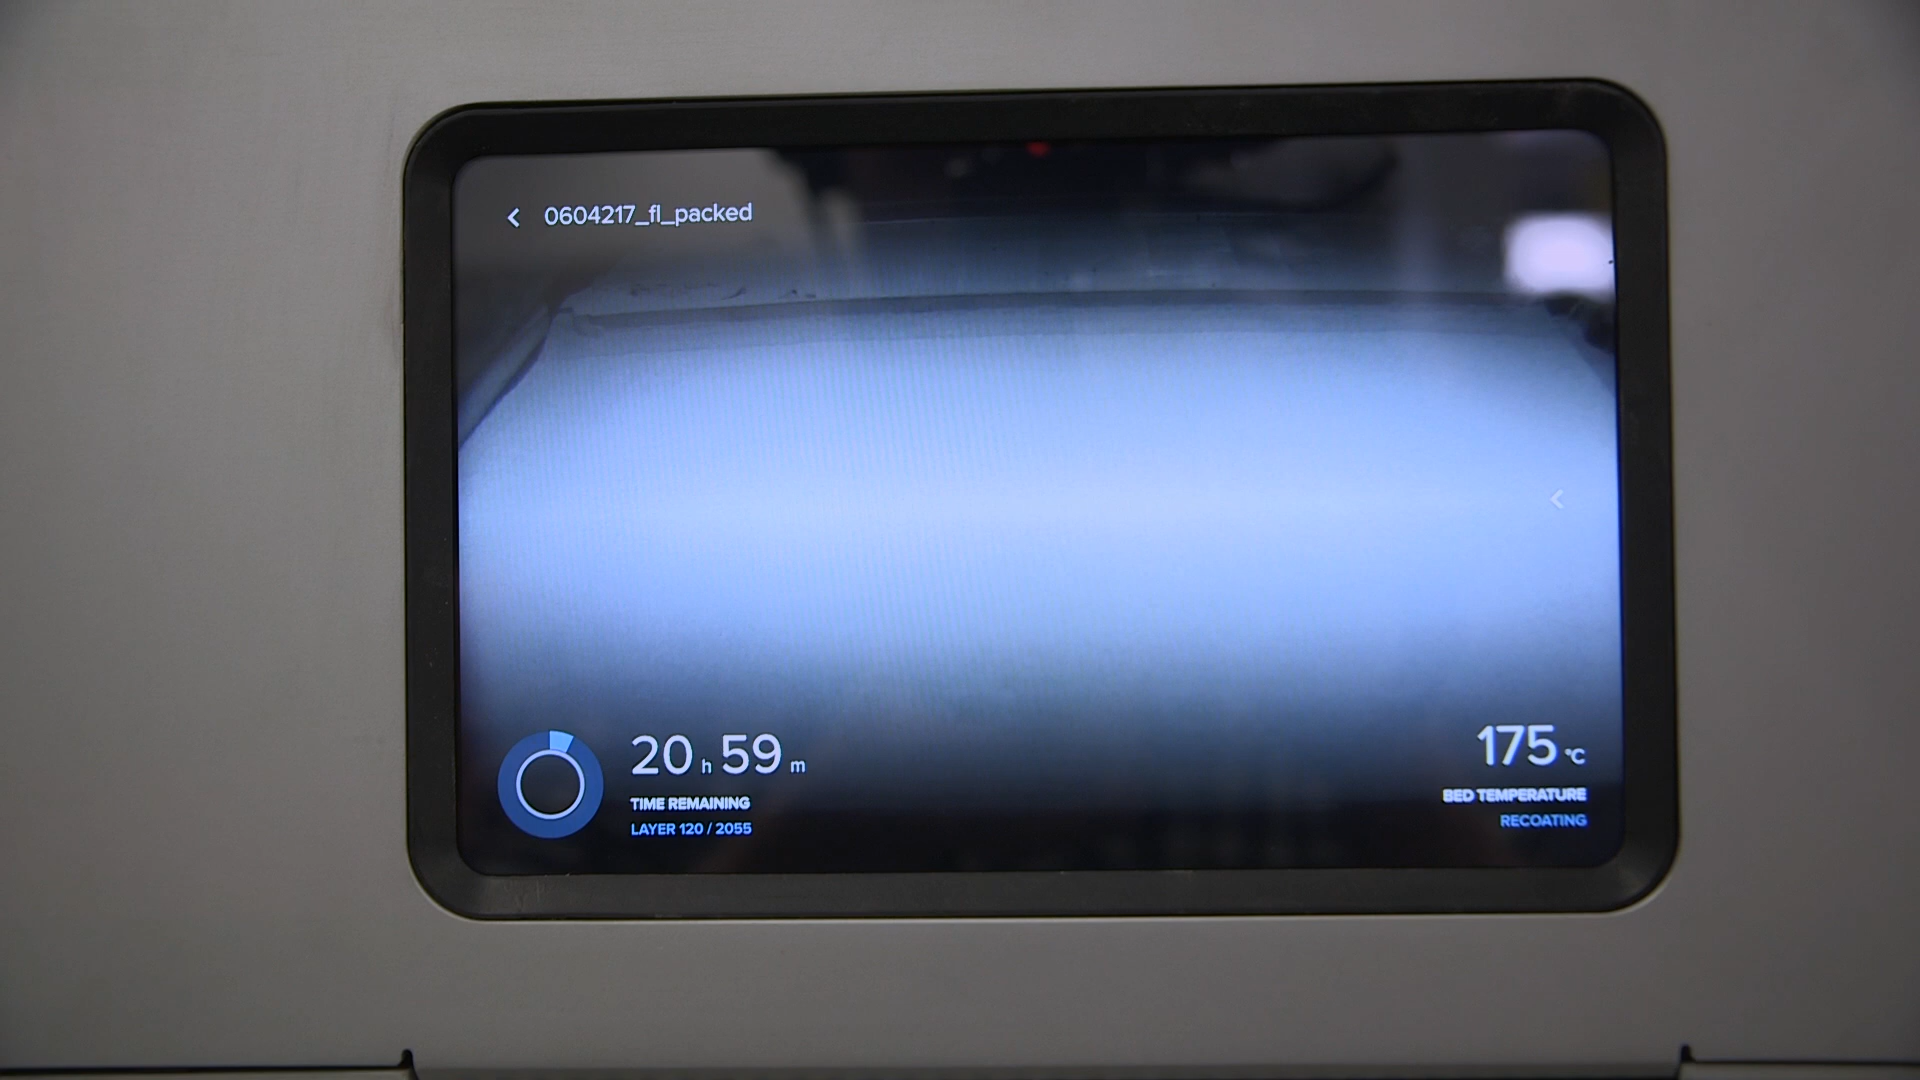 0604217_fl_packed
20 h 59 m
TIME REMAINING
LAYER 120 / 2055
175 °C
BED TEMPERATURE
RECOATING